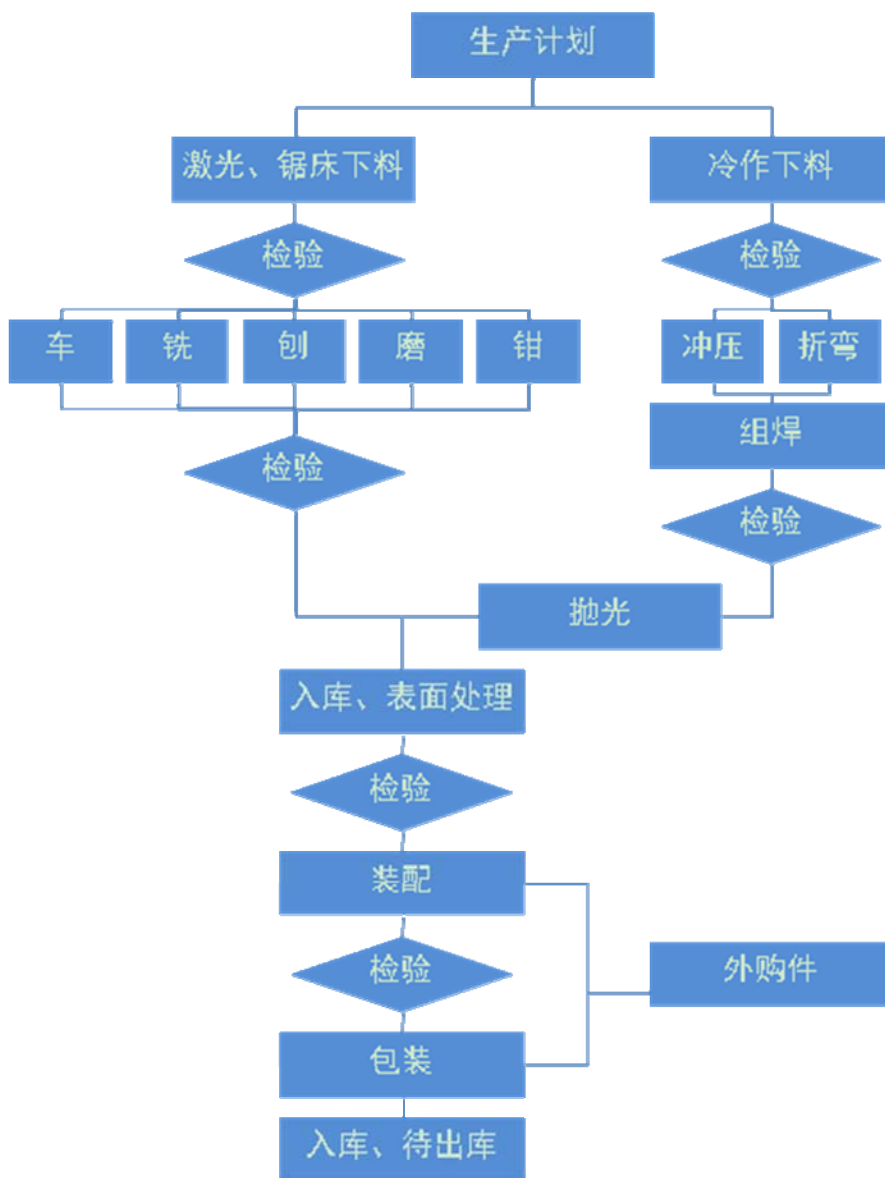 生产计划
激光、锯床下料
冷作下料
检验
检验
车
铣
刨
磨
钳
冲压
折弯
组焊
检验
检验
抛光
入库、表面处理
检验
装配
检验
外购件
包装
入库、待出库